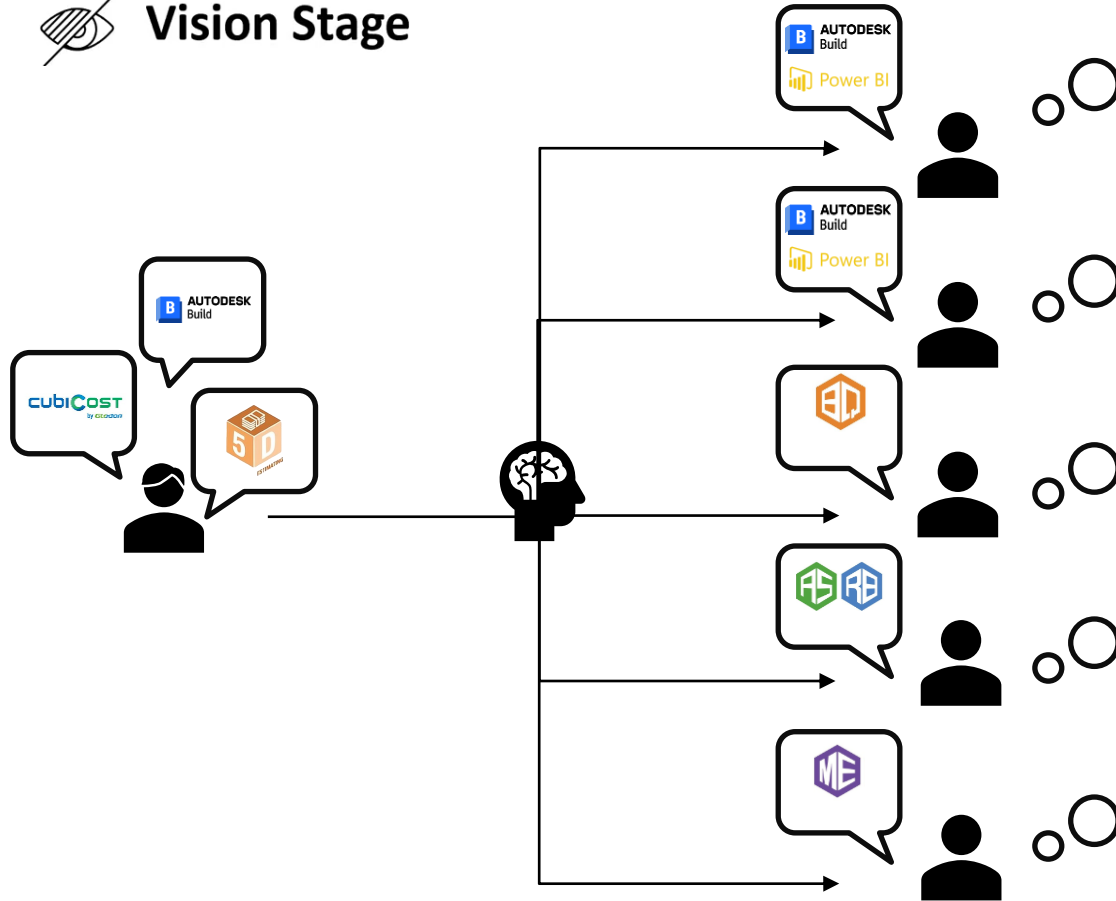 Vision Stage
B AUTODESK
Build
Power BI
B AUTODESK
Build
Power BI
B AUTODESK
Build
CUBICOST
by Glodon
5D
ESTIMATING
BQ
AS RB
ME